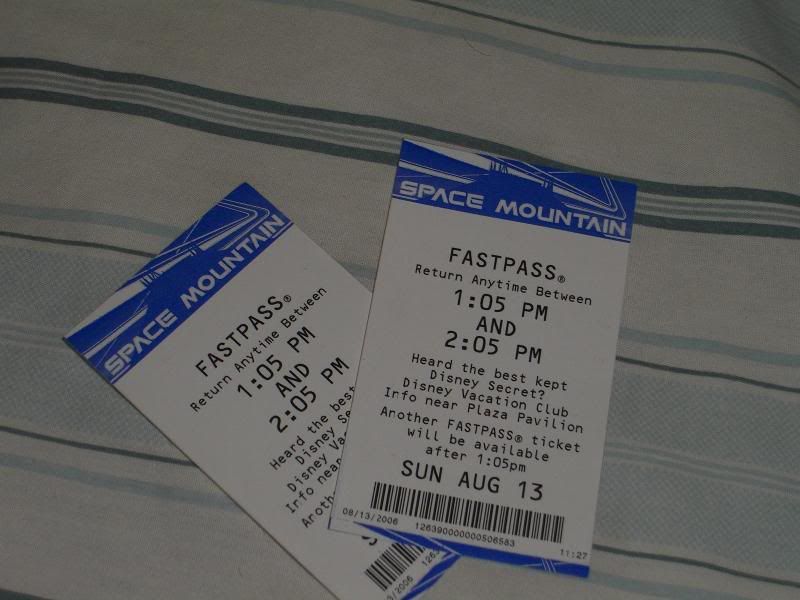 SPACE MOUNTAIN
FASTPASS®
Return Anytime Between
1:05 PM
AND
2:05 PM
Heard the best
Disney
Disney
Info near
SPACE MOUNTAIN
FASTPASS®
Return Anytime Between
1:05 PM
AND
2:05 PM
Heard the best kept
Disney Secret?
Disney Vacation Club
Info near Plaza Pavilion
Another FASTPASS® ticket
will be available
after 1:05pm
SUN AUG 13
08/13/2006 126390000000506583 11:27